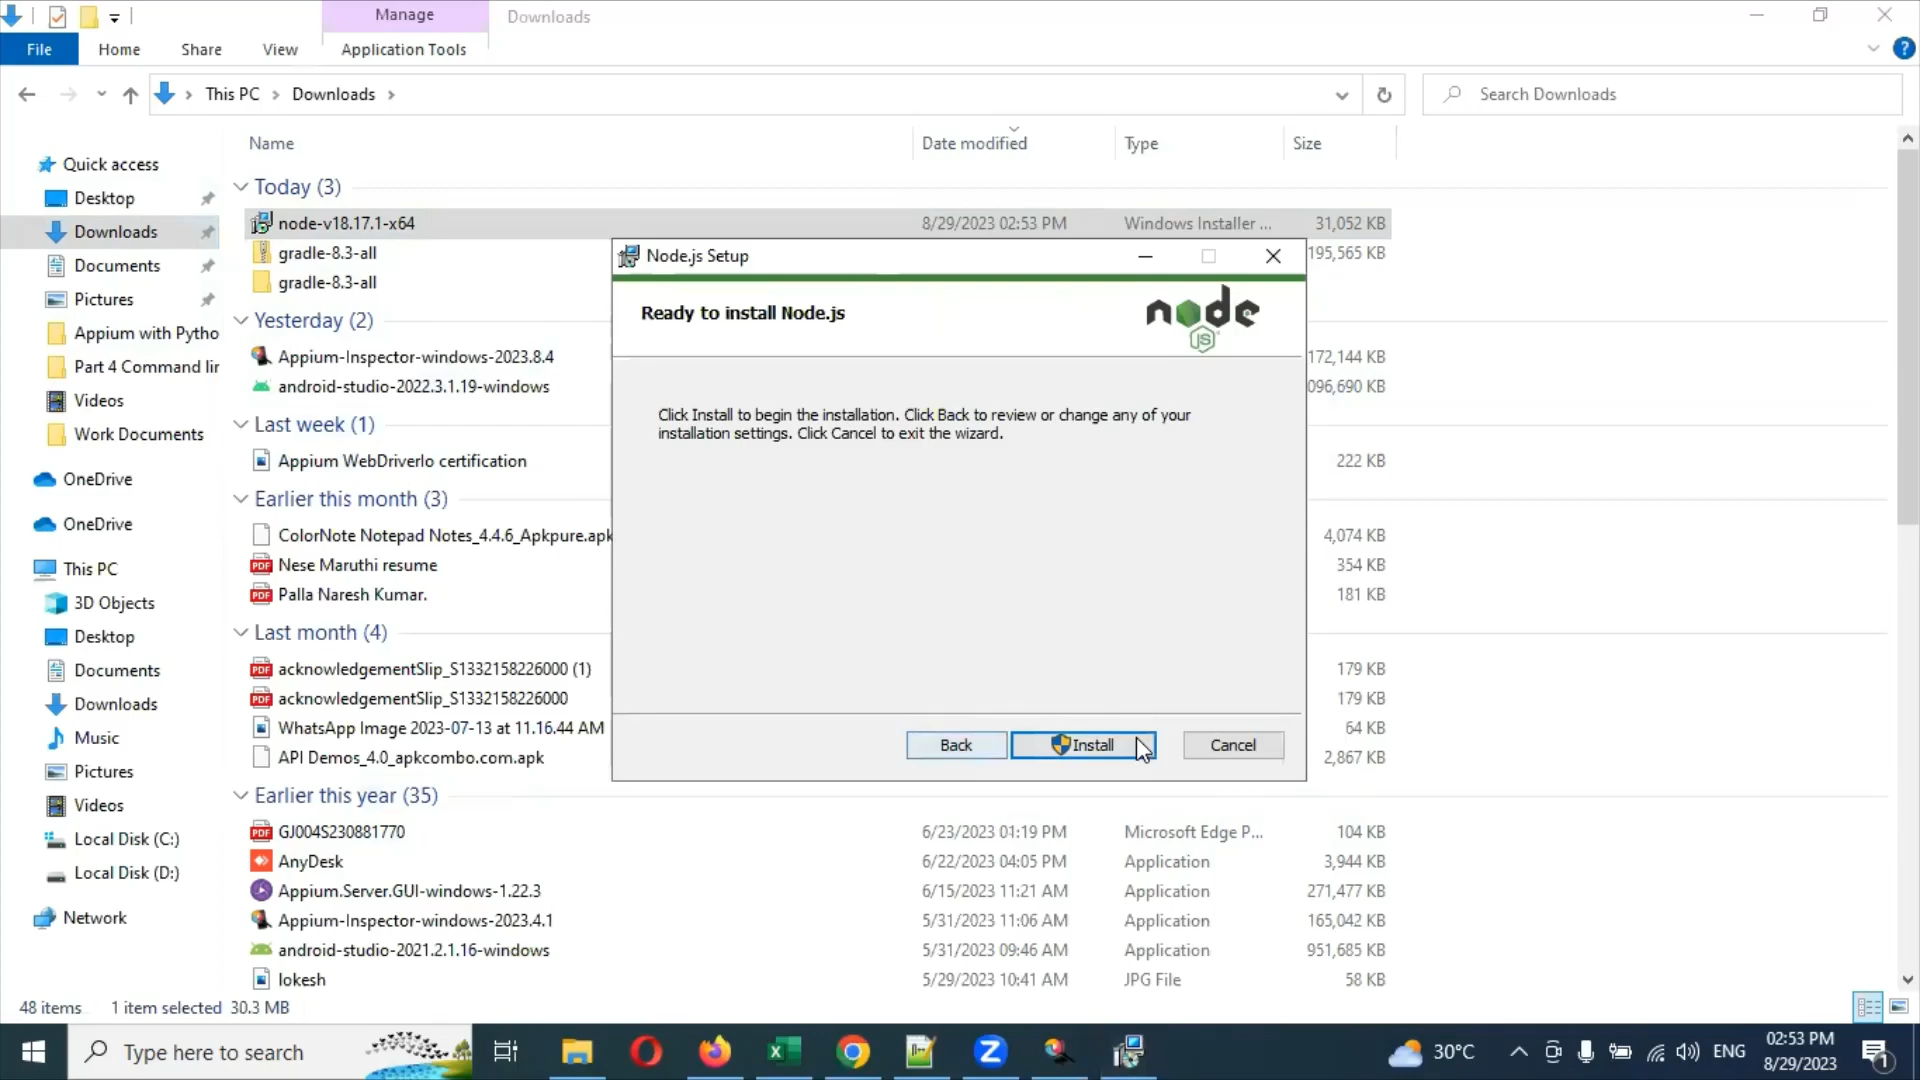 Manage
Downloads
File
Home
Share
View
Application Tools
This PC
Downloads
Search Downloads
Name
Date modified
Type
Size
Quick access
Desktop
Downloads
Documents
Pictures
Appium with Pytho
Part 4 Command lir
Videos
Work Documents
OneDrive
OneDrive
This PC
3D Objects
Desktop
Documents
Downloads
Music
Pictures
Videos
Local Disk (C:)
Local Disk (D:)
Network
Today (3)
node-v18.17.1-x64 8/29/2023 02:53 PM Windows Installer ... 31,052 KB
gradle-8.3-all 195,565 KB
gradle-8.3-all
Yesterday (2)
Appium-Inspector-windows-2023.8.4 172,144 KB
android-studio-2022.3.1.19-windows 096,690 KB
Last week (1)
Appium WebDriverIo certification 222 KB
Earlier this month (3)
ColorNote Notepad Notes_4.4.6_Apkpure.apk 4,074 KB
Nese Maruthi resume 354 KB
Palla Naresh Kumar. 181 KB
Last month (4)
acknowledgementSlip_S1332158226000 (1) 179 KB
acknowledgementSlip_S1332158226000 179 KB
WhatsApp Image 2023-07-13 at 11.16.44 AM 64 KB
API Demos_4.0_apkcombo.com.apk 2,867 KB
Earlier this year (35)
GJ004S230881770 6/23/2023 01:19 PM Microsoft Edge P... 104 KB
AnyDesk 6/22/2023 04:05 PM Application 3,944 KB
Appium.Server.GUI-windows-1.22.3 6/15/2023 11:21 AM Application 271,477 KB
Appium-Inspector-windows-2023.4.1 5/31/2023 11:06 AM Application 165,042 KB
android-studio-2021.2.1.16-windows 5/31/2023 09:46 AM Application 951,685 KB
lokesh 5/29/2023 10:41 AM JPG File 58 KB
Node.js Setup
Ready to install Node.js
node
JS
Click Install to begin the installation. Click Back to review or change any of your
installation settings. Click Cancel to exit the wizard.
Back
Install
Cancel
48 items 1 item selected 30.3 MB
Type here to search
30°C
ENG
02:53 PM
8/29/2023
1